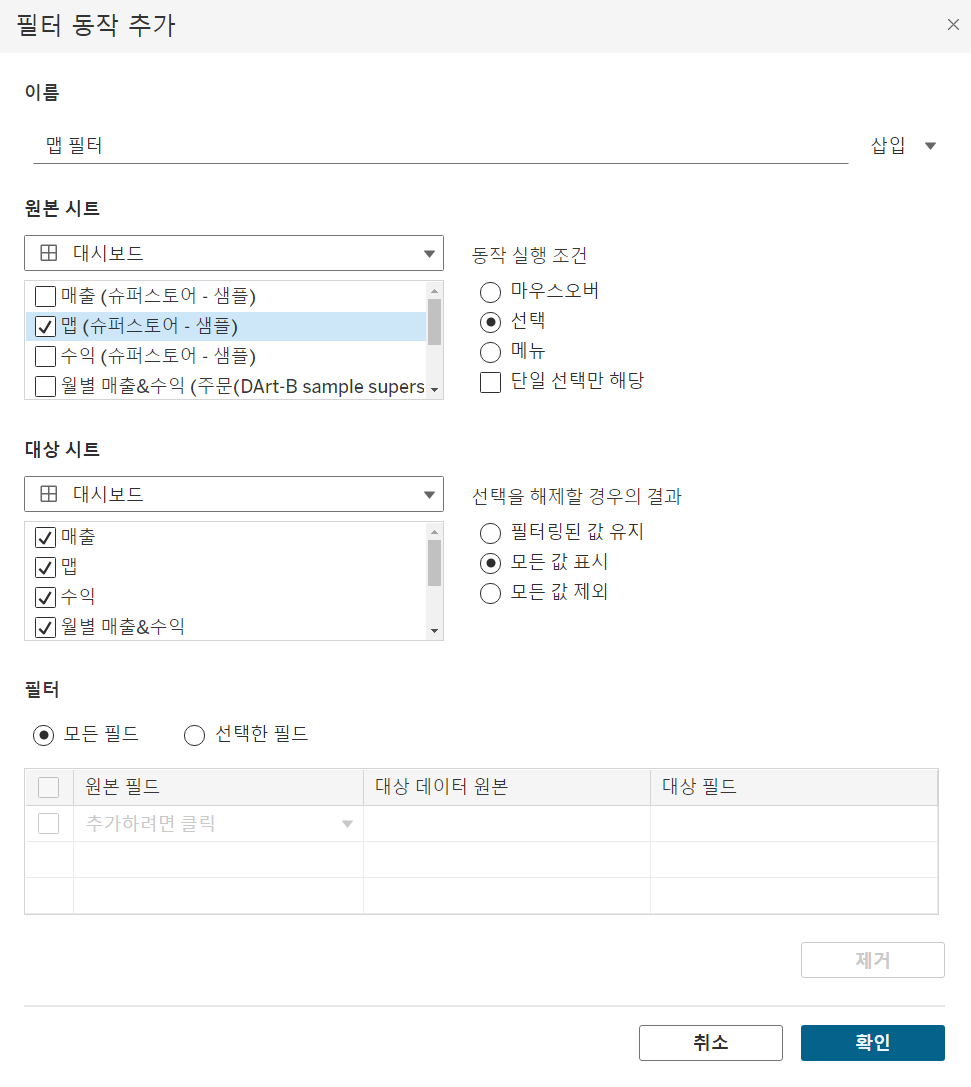 필터 동작 추가
이름
맵 필터
삽입
원본 시트
대시보드
매출 (슈퍼스토어 - 샘플)
맵 (슈퍼스토어 - 샘플)
수익 (슈퍼스토어 - 샘플)
월별 매출&수익 (주문(DArt-B sample supers
동작 실행 조건
마우스오버
선택
메뉴
단일 선택만 해당
대상 시트
대시보드
매출
맵
수익
월별 매출&수익
선택을 해제할 경우의 결과
필터링된 값 유지
모든 값 표시
모든 값 제외
필터
모든 필드
선택한 필드
원본 필드
대상 데이터 원본
대상 필드
추가하려면 클릭
제거
취소
확인